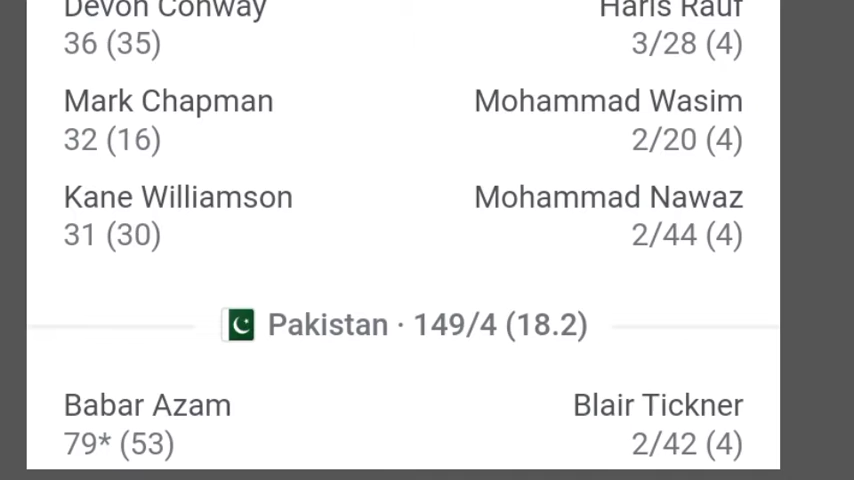 Devon Conway Haris Rauf
36 (35) 3/28 (4)
Mark Chapman Mohammad Wasim
32 (16) 2/20 (4)
Kane Williamson Mohammad Nawaz
31 (30) 2/44 (4)
Pakistan · 149/4 (18.2)
Babar Azam Blair Tickner
79* (53) 2/42 (4)